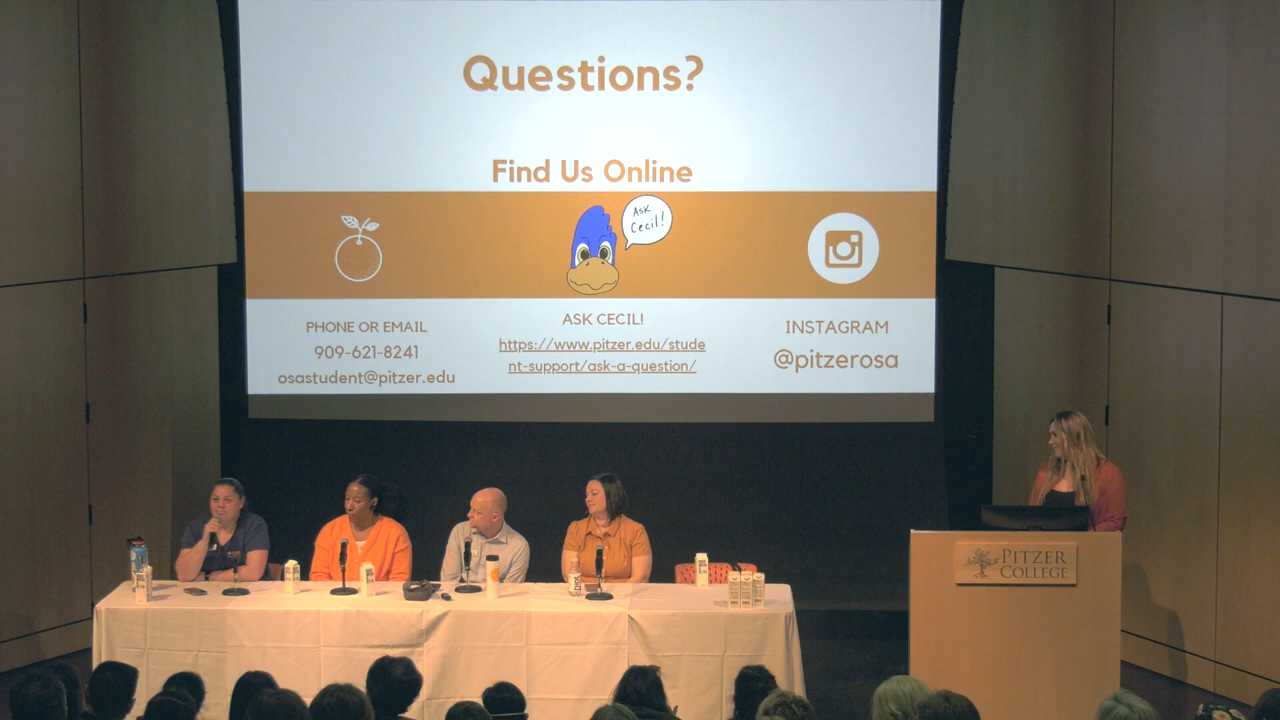 Questions?
Find Us Online
Ask
Cecil!
PHONE OR EMAIL
909-621-8241
osastudent@pitzer.edu
ASK CECIL!
https://www.pitzer.edu/stude
nt-support/ask-a-question/
INSTAGRAM
@pitzerosa
PITZER
COLLEGE